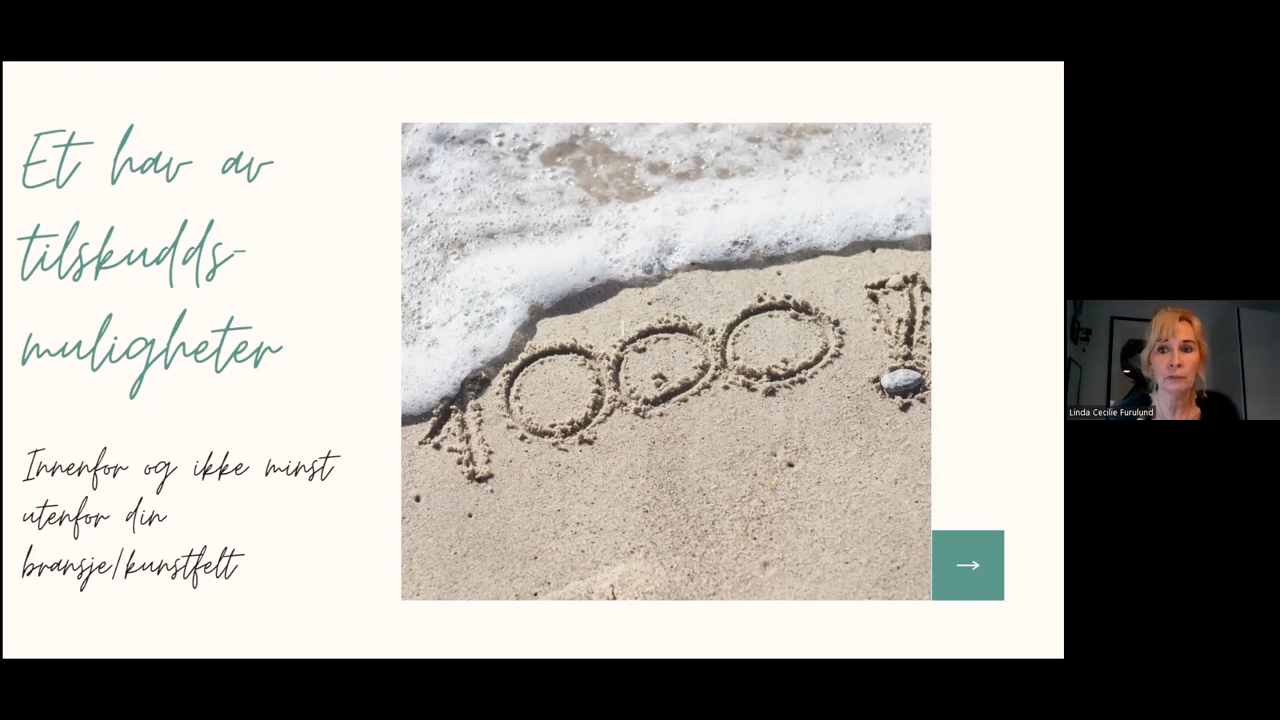 Et hav av
tilskudds-
muligheter
Innenfor og ikke minst
utenfor din
bransje/kunstfelt
1000 !
Linda Cecilie Furulund